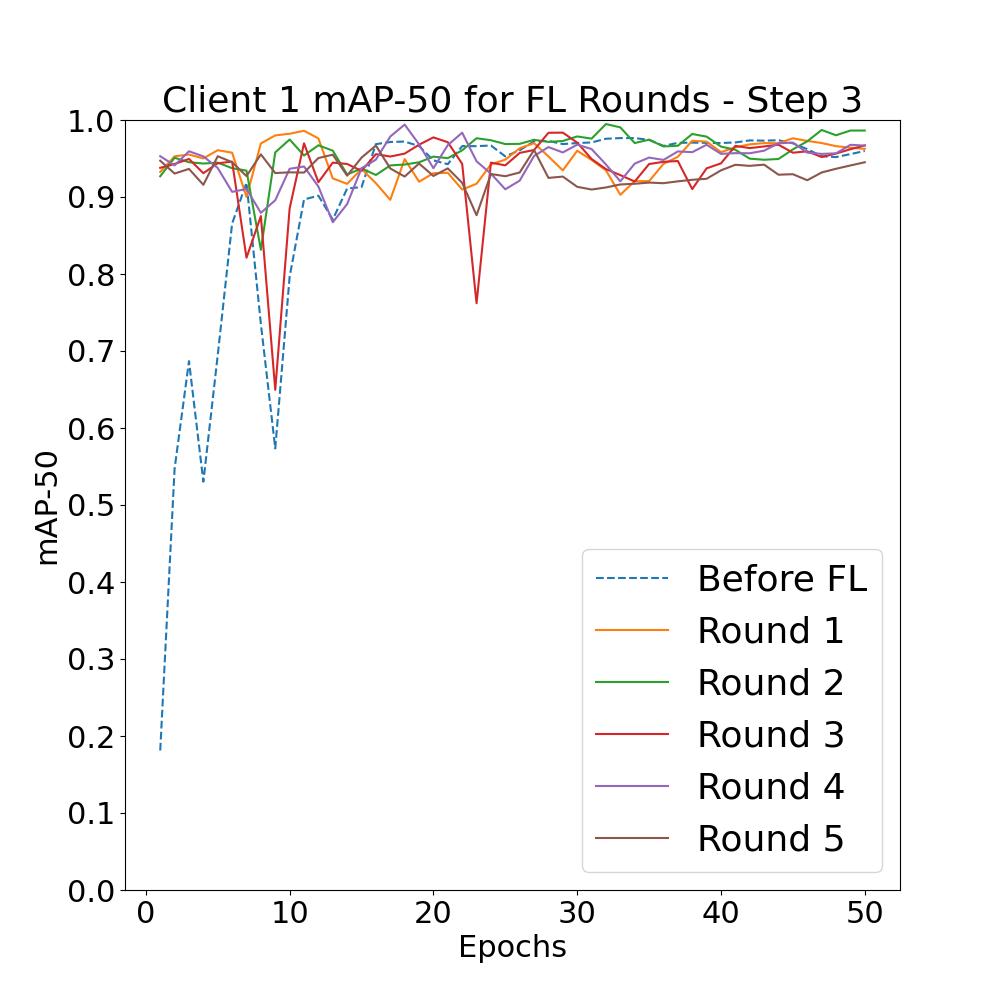 Client 1 mAP-50 for FL Rounds - Step 3
1.0
0.9
0.8
0.7
0.6
0.5
0.4
0.3
0.2
0.1
0.0
mAP-50
Before FL
Round 1
Round 2
Round 3
Round 4
Round 5
0 10 20 30 40 50
Epochs